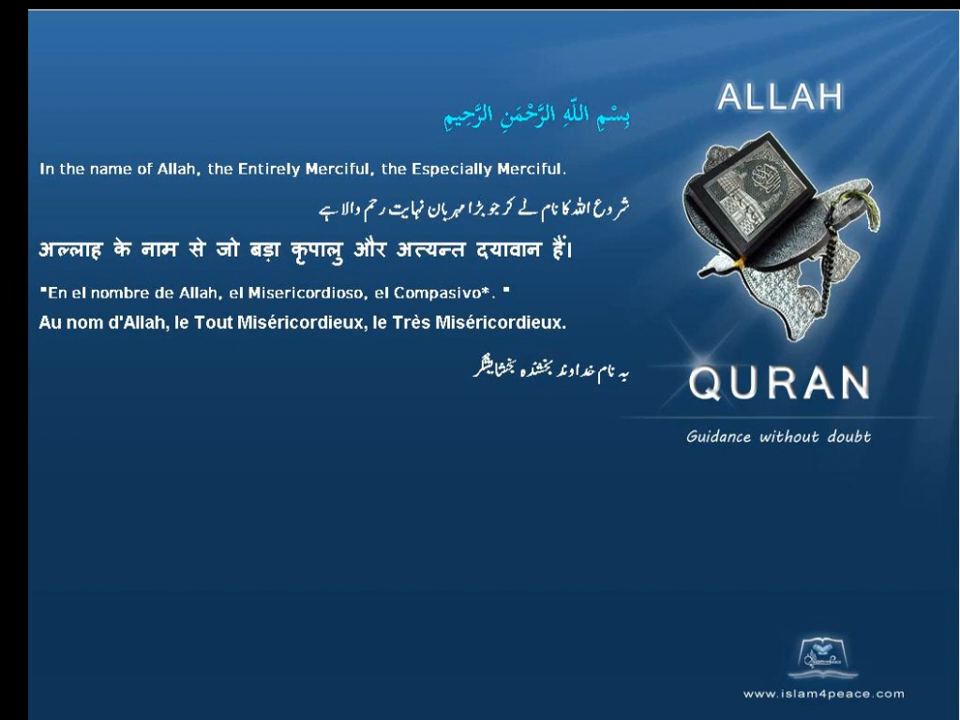 بِسْمِ اللّهِ الرَّحْمَنِ الرَّحِيمِ
In the name of Allah, the Entirely Merciful, the Especially Merciful.
شروع الله کا نام لے کر جو بڑا مہربان نہایت رحم والا ہے
अल्लाह के नाम से जो बड़ा कृपालु और अत्यन्त दयावान हैं।
"En el nombre de Allah, el Misericordioso, el Compasivo*. "
Au nom d'Allah, le Tout Miséricordieux, le Très Miséricordieux.
به نام خداوند بخشنده بخشایشگر
ALLAH
QURAN
Guidance without doubt
www.islam4peace.com